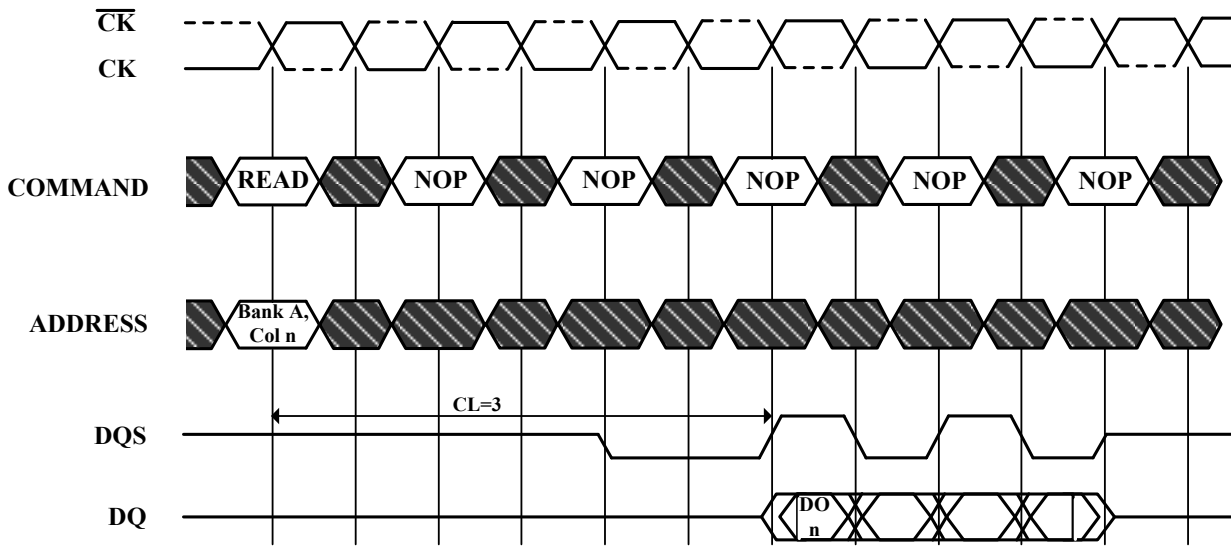 CK
CK
COMMAND
READ
NOP
NOP
NOP
NOP
NOP
ADDRESS
Bank A,
Col n
CL=3
DQS
DQ
DO
n